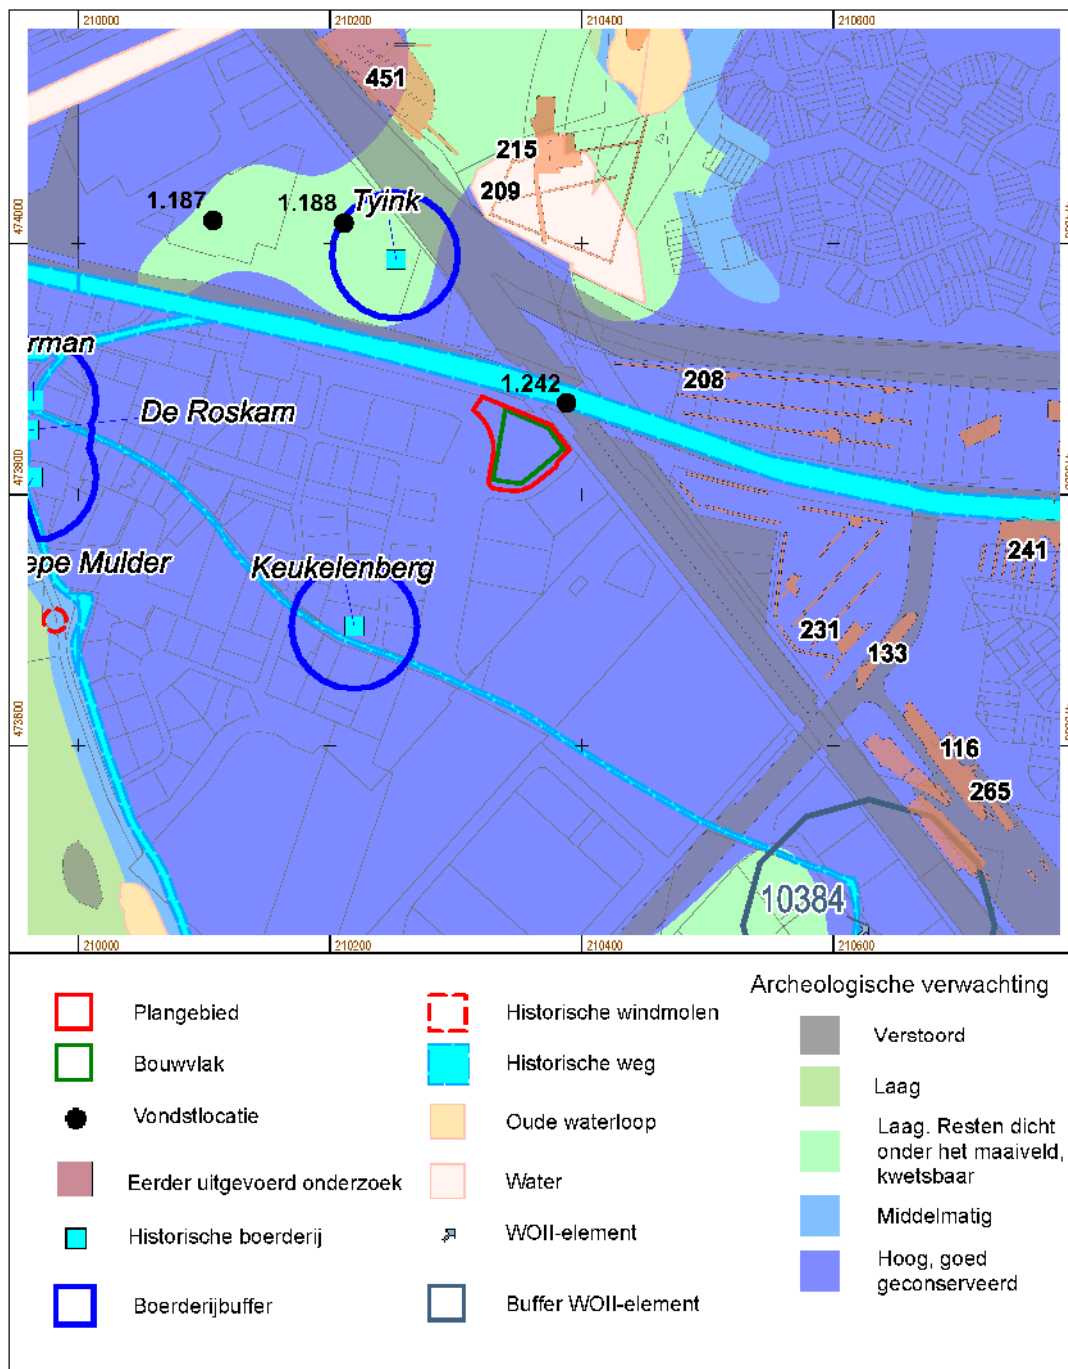 210000
210200
210400
210600
451
215
209
1.187
1.188
Tyink
474000
474000
rman
1.242
208
De Roskam
473800
473800
epe Mulder
Keukelenberg
241
231
133
473600
473600
116
265
10384
210000
210200
210400
210600
Plangebied
Bouwvlak
Vondstlocatie
Eerder uitgevoerd onderzoek
Historische boerderij
Boerderijbuffer
Historische windmolen
Historische weg
Oude waterloop
Water
WOII-element
Buffer WOII-element
Archeologische verwachting
Verstoord
Laag
Laag. Resten dicht
onder het maaiveld,
kwetsbaar
Middelmatig
Hoog, goed
geconserveerd